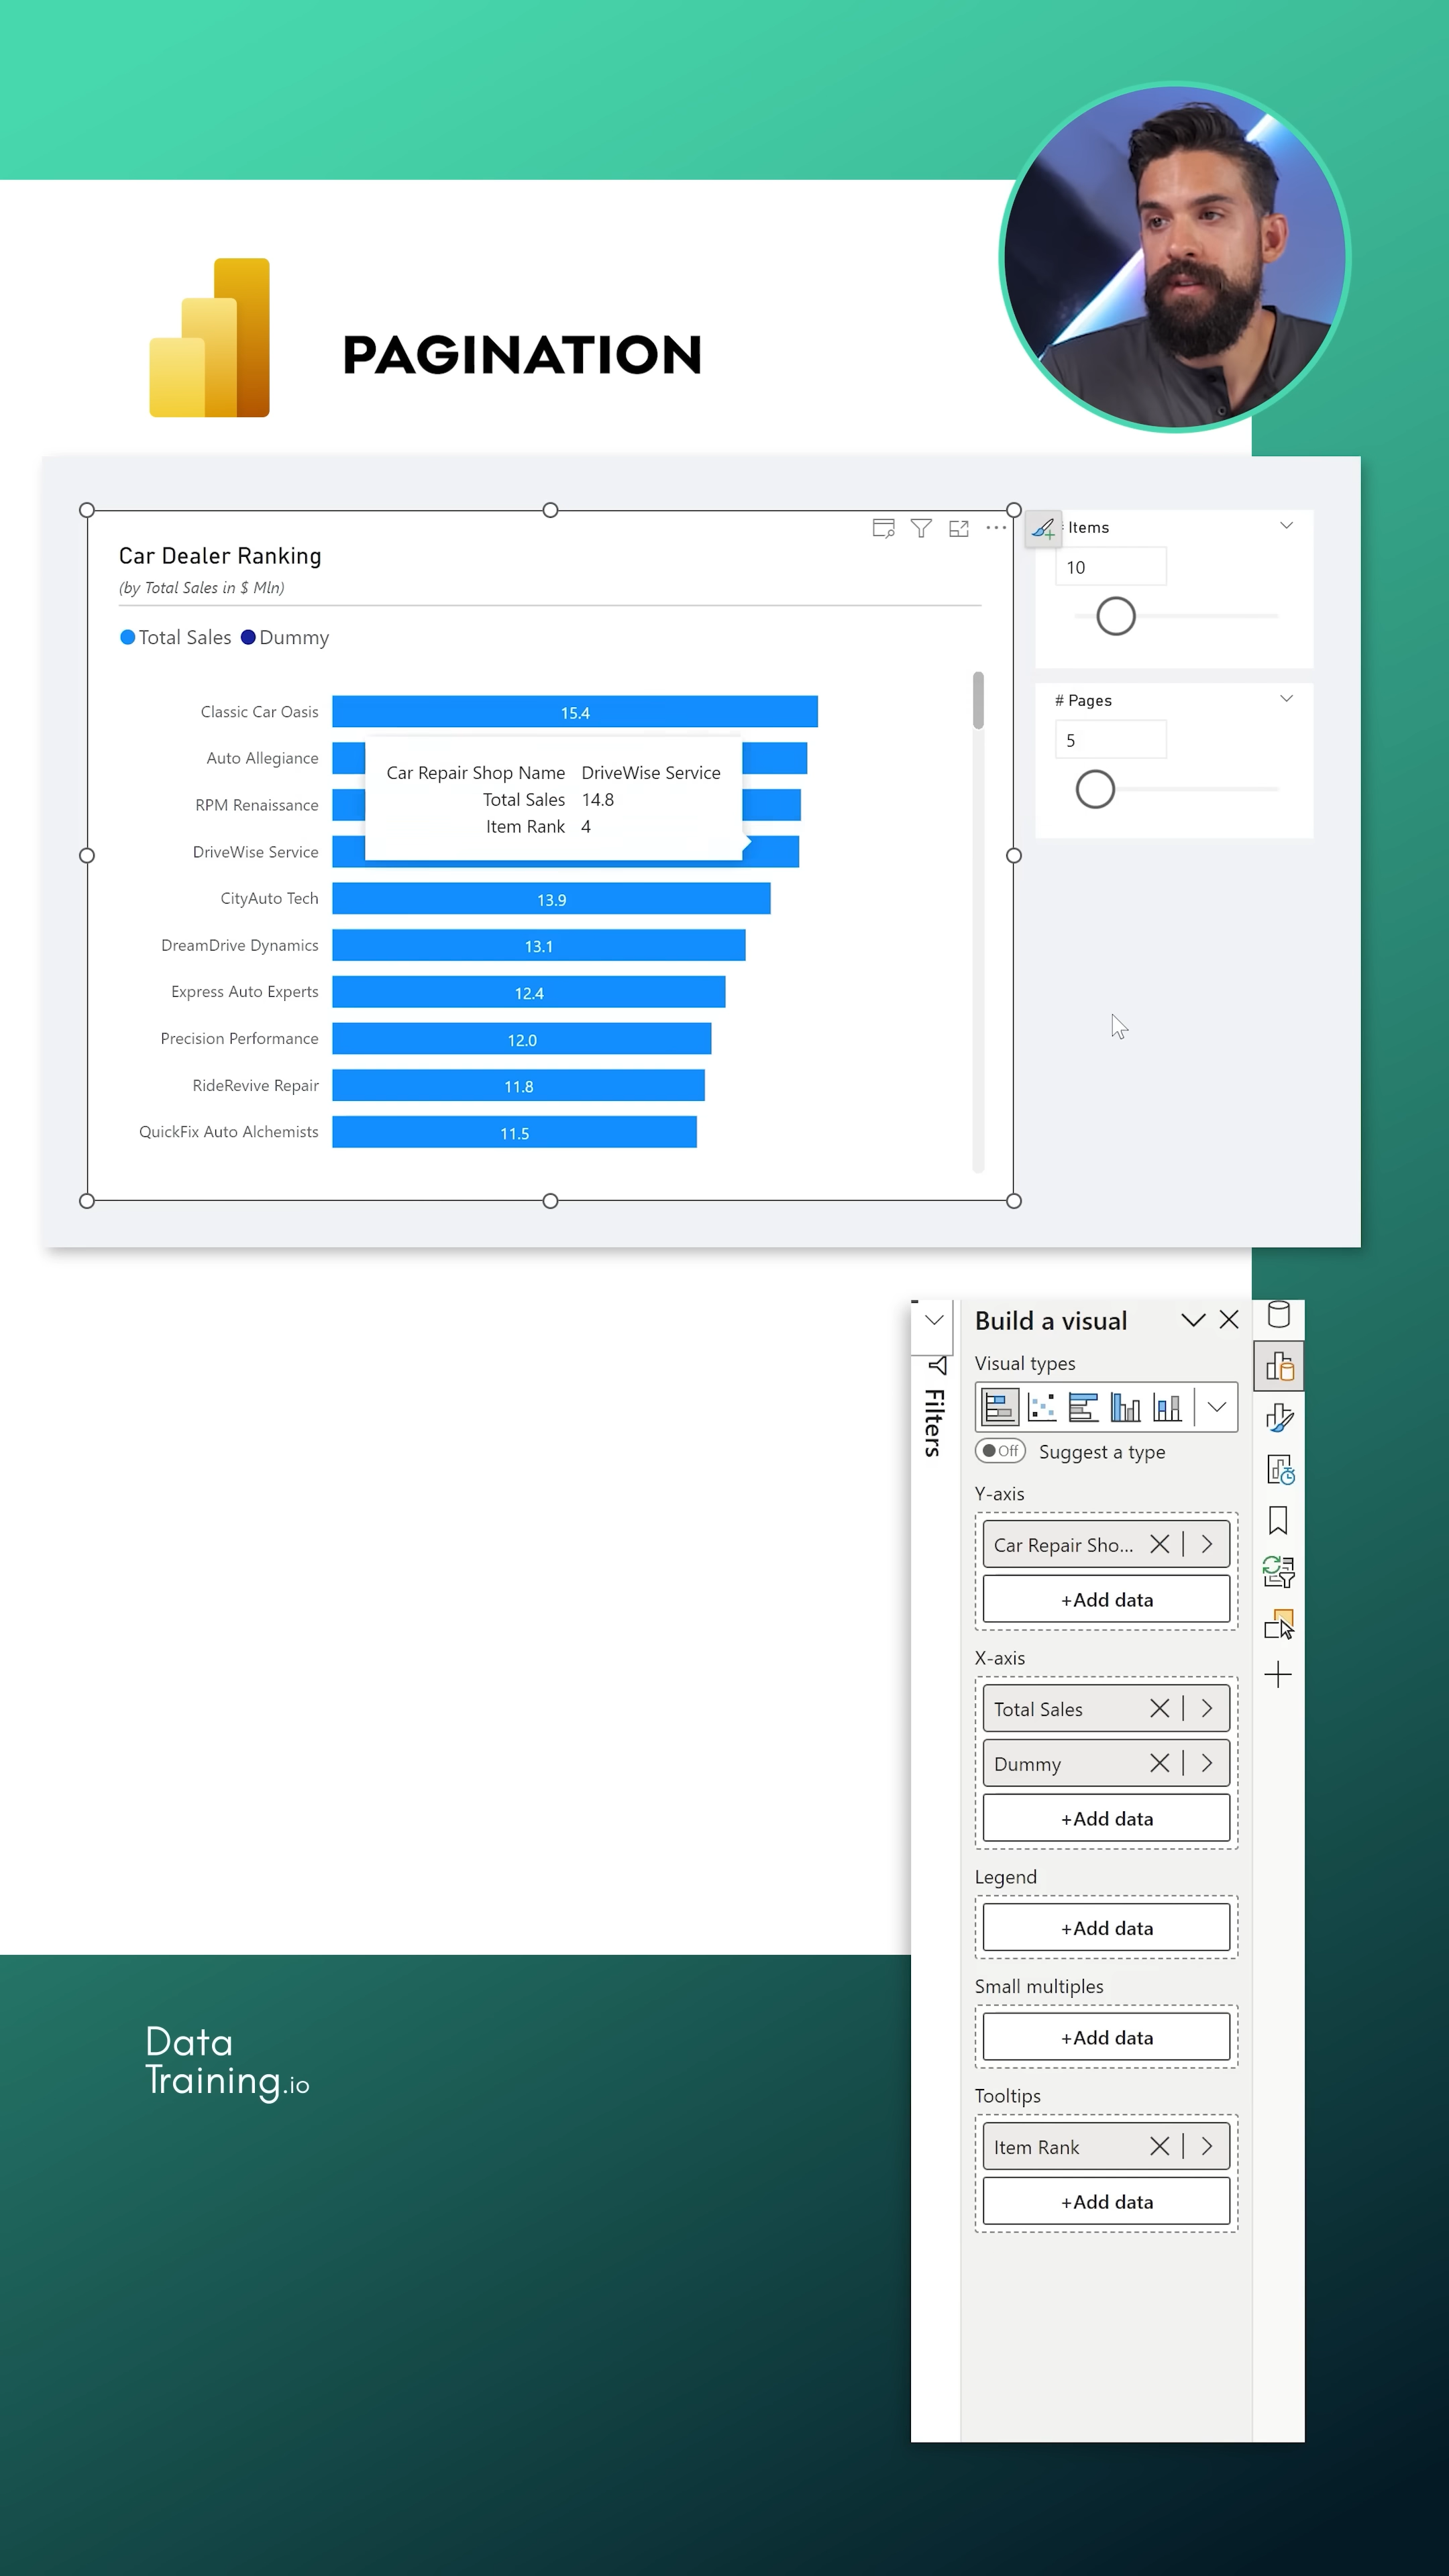 PAGINATION
Items
10
Car Dealer Ranking
(by Total Sales in $ Mln)
Total Sales
Dummy
# Pages
5
Classic Car Oasis
15.4
Auto Allegiance
Car Repair Shop Name DriveWise Service
Total Sales 14.8
Item Rank 4
RPM Renaissance
DriveWise Service
CityAuto Tech
13.9
DreamDrive Dynamics
13.1
Express Auto Experts
12.4
Precision Performance
12.0
RideRevive Repair
11.8
QuickFix Auto Alchemists
11.5
Filters
Build a visual
Visual types
Off
Suggest a type
Y-axis
Car Repair Sho...
+Add data
X-axis
Total Sales
Dummy
+Add data
Legend
+Add data
Small multiples
+Add data
Tooltips
Item Rank
+Add data
Data
Training.io